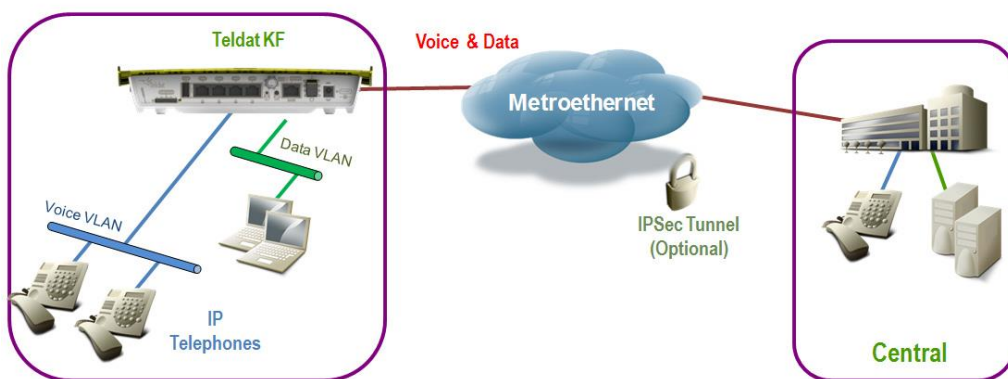 Teldat KF
Voice & Data
Metroethernet
Data VLAN
Voice VLAN
IPSec Tunnel
(Optional)
IP
Telephones
Central